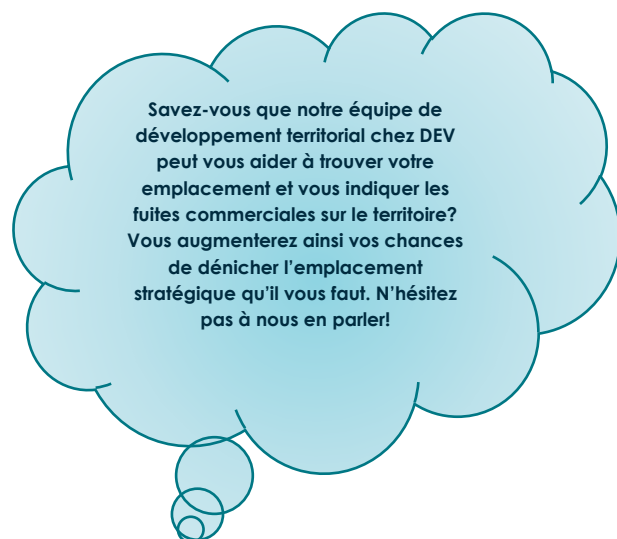 Savez-vous que notre équipe de
développement territorial chez DEV
peut vous aider à trouver votre
emplacement et vous indiquer les
fuites commerciales sur le territoire?
Vous augmenterez ainsi vos chances
de dénicher l’emplacement
stratégique qu’il vous faut. N’hésitez
pas à nous en parler!